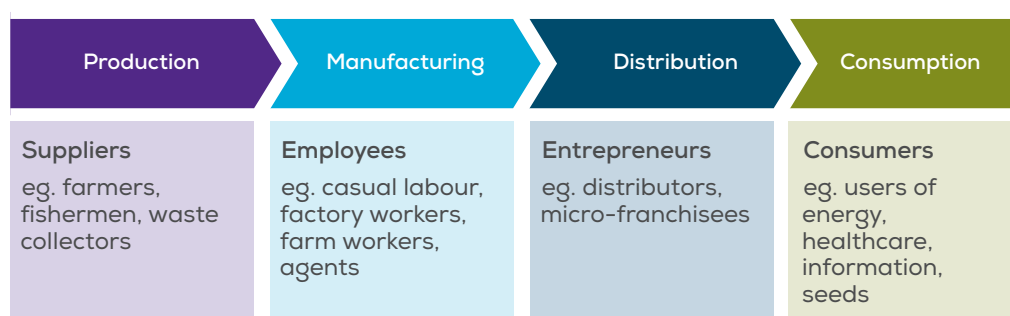 Production
Manufacturing
Distribution
Consumption
Suppliers
eg. farmers,
fishermen, waste
collectors
Employees
eg. casual labour,
factory workers,
farm workers,
agents
Entrepreneurs
eg. distributors,
micro-franchisees
Consumers
eg. users of
energy,
healthcare,
information,
seeds